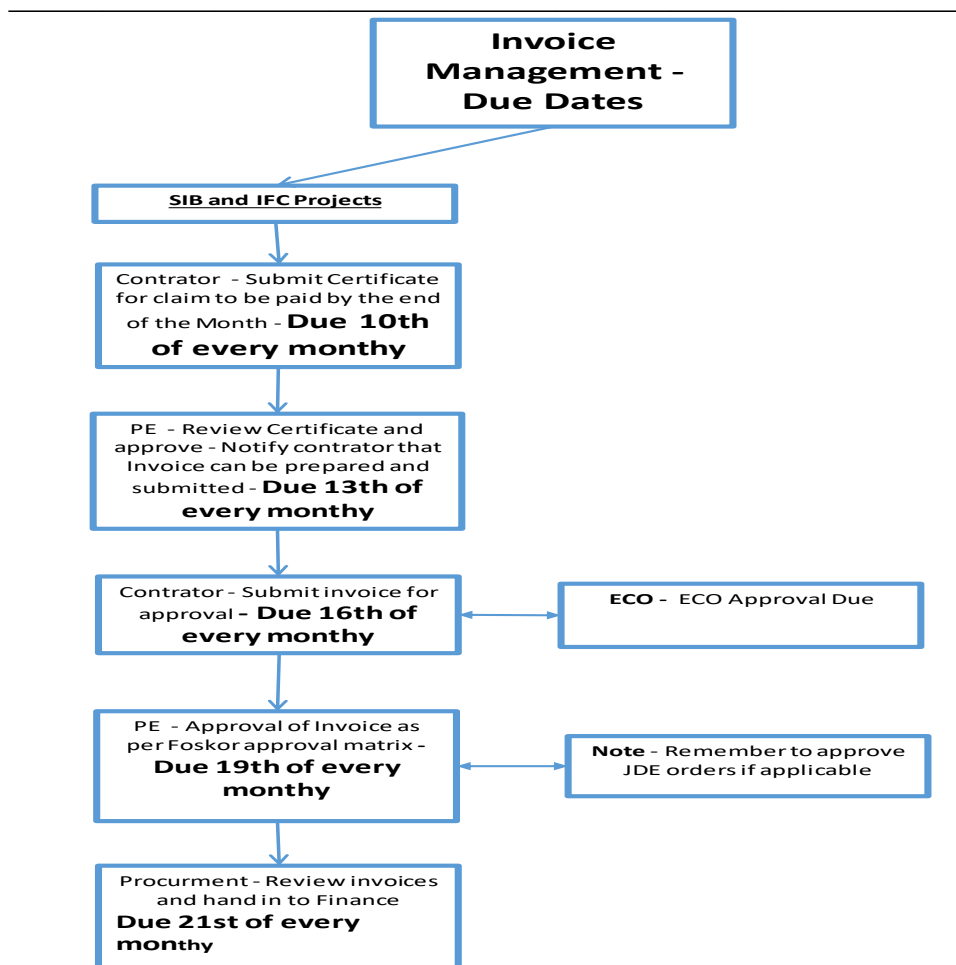 Invoice
Management -
Due Dates
SIB and IFC Projects
Contrator - Submit Certificate
for claim to be paid by the end
of the Month - Due 10th
of every monthy
PE - Review Certificate and
approve - Notify contrator that
Invoice can be prepared and
submitted - Due 13th of
every monthy
Contrator - Submit invoice for
approval - Due 16th of
every monthy
ECO - ECO Approval Due
PE - Approval of Invoice as
per Foskor approval matrix -
Due 19th of every
monthy
Note - Remember to approve
JDE orders if applicable
Procurment - Review invoices
and hand in to Finance
Due 21st of every
monthy